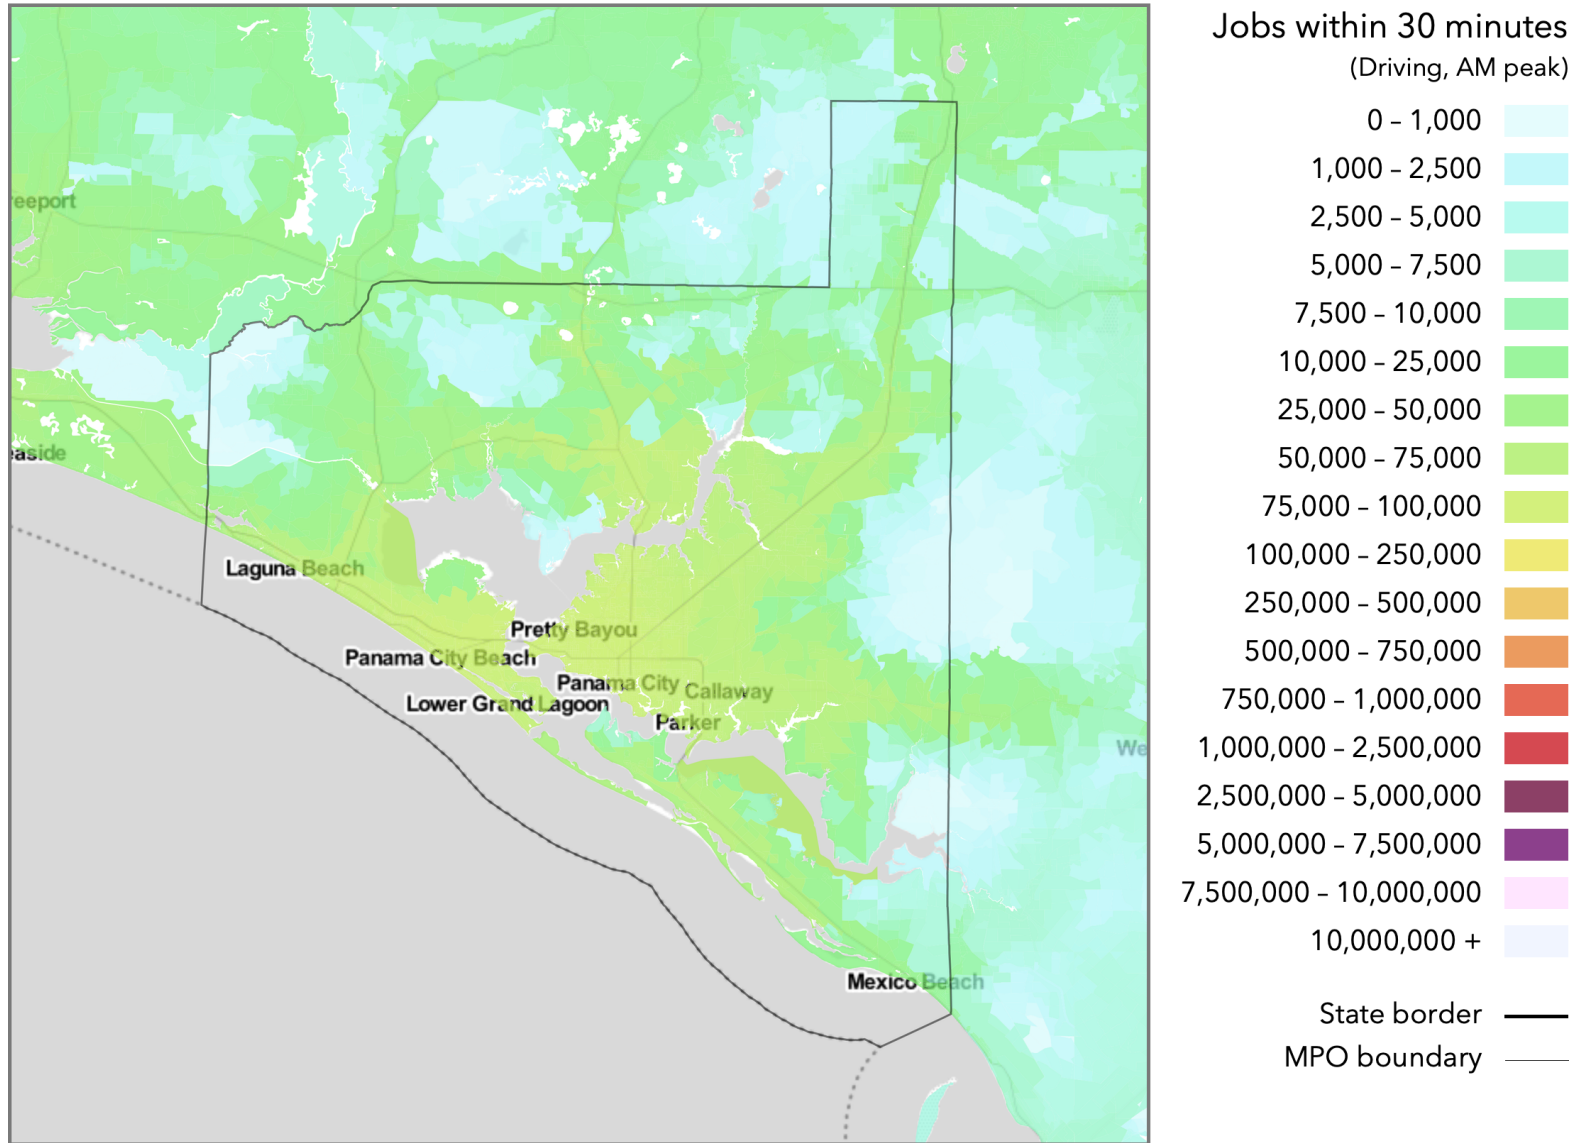 Jobs within 30 minutes
(Driving, AM peak)
0 – 1,000
1,000 – 2,500
2,500 – 5,000
5,000 – 7,500
7,500 – 10,000
10,000 – 25,000
25,000 – 50,000
50,000 – 75,000
75,000 – 100,000
100,000 – 250,000
250,000 – 500,000
500,000 – 750,000
750,000 – 1,000,000
1,000,000 – 2,500,000
2,500,000 – 5,000,000
5,000,000 – 7,500,000
7,500,000 – 10,000,000
10,000,000 +
State border
MPO boundary
reeport
easide
Laguna Beach
Pretty Bayou
Panama City Beach
Panama City
Callaway
Lower Grand Lagoon
Parker
We
Mexico Beach